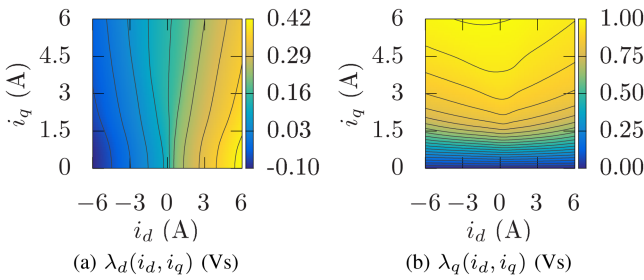 6
4.5
3
1.5
0
i_q (A)
−6 −3 0 3 6
i_d (A)
0.42
0.29
0.16
0.03
-0.10
(a) λ_d(i_d, i_q) (Vs)
6
4.5
3
1.5
0
i_q (A)
−6 −3 0 3 6
i_d (A)
1.00
0.75
0.50
0.25
0.00
(b) λ_q(i_d, i_q) (Vs)